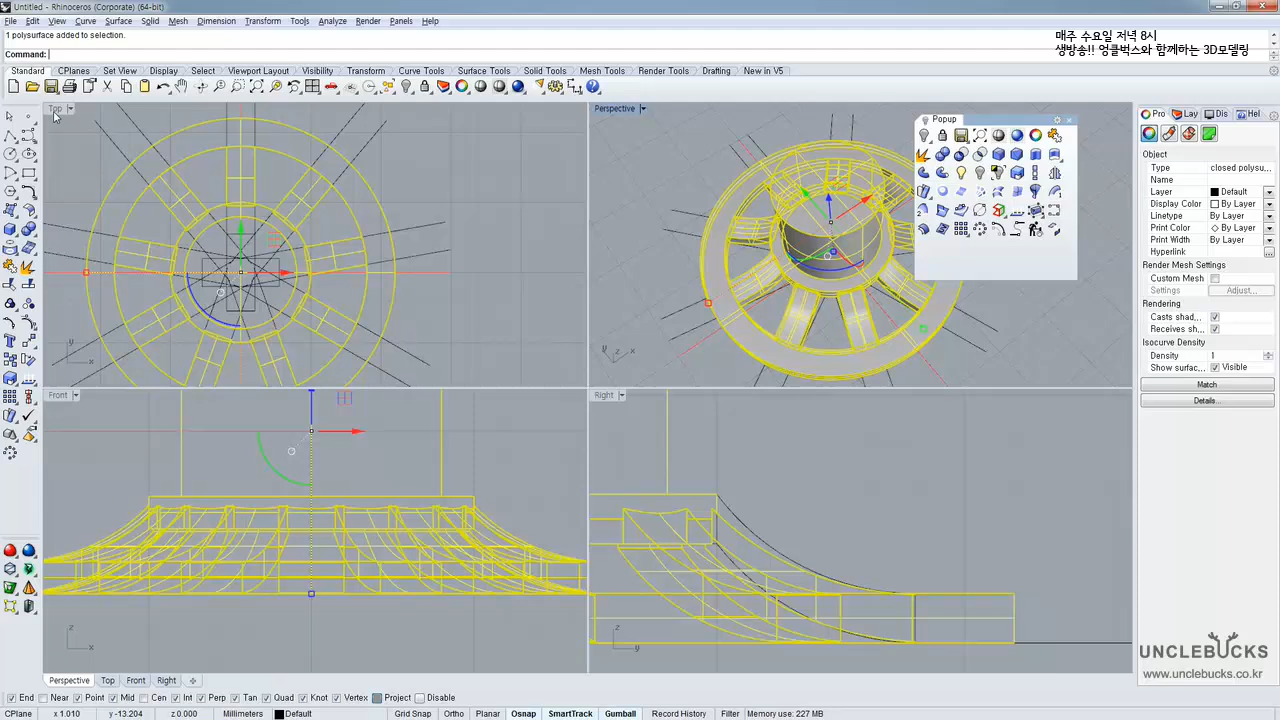 Untitled - Rhinoceros (Corporate) (64-bit)
File Edit View Curve Surface Solid Mesh Dimension Transform Tools Analyze Render Panels Help
1 polysurface added to selection.
매주 수요일 저녁 8시
Command:
생방송!! 엉클벅스와 함께하는 3D모델링
Standard CPlanes Set View Display Select Viewport Layout Visibility Transform Curve Tools Surface Tools Solid Tools Mesh Tools Render Tools Drafting New in V5
Top
Perspective
Popup
Pro Lay Dis Hel
Object
Type closed polysu...
Name
Layer Default
Display Color By Layer
Linetype By Layer
Print Color By Layer
Print Width By Layer
Hyperlink
Render Mesh Settings
Custom Mesh
Settings Adjust...
Rendering
Casts shad...
Receives sh...
Isocurve Density
Density 1
Show surfac... Visible
Match
Details...
y x
y z x
Front
Right
z x
z y
UNCLEBUCKS
www.unclebucks.co.kr
Perspective Top Front Right
End Near Point Mid Cen Int Perp Tan Quad Knot Vertex Project Disable
CPlane x 1.010 y -13.204 z 0.000 Millimeters Default Grid Snap Ortho Planar Osnap SmartTrack Gumball Record History Filter Memory use: 227 MB